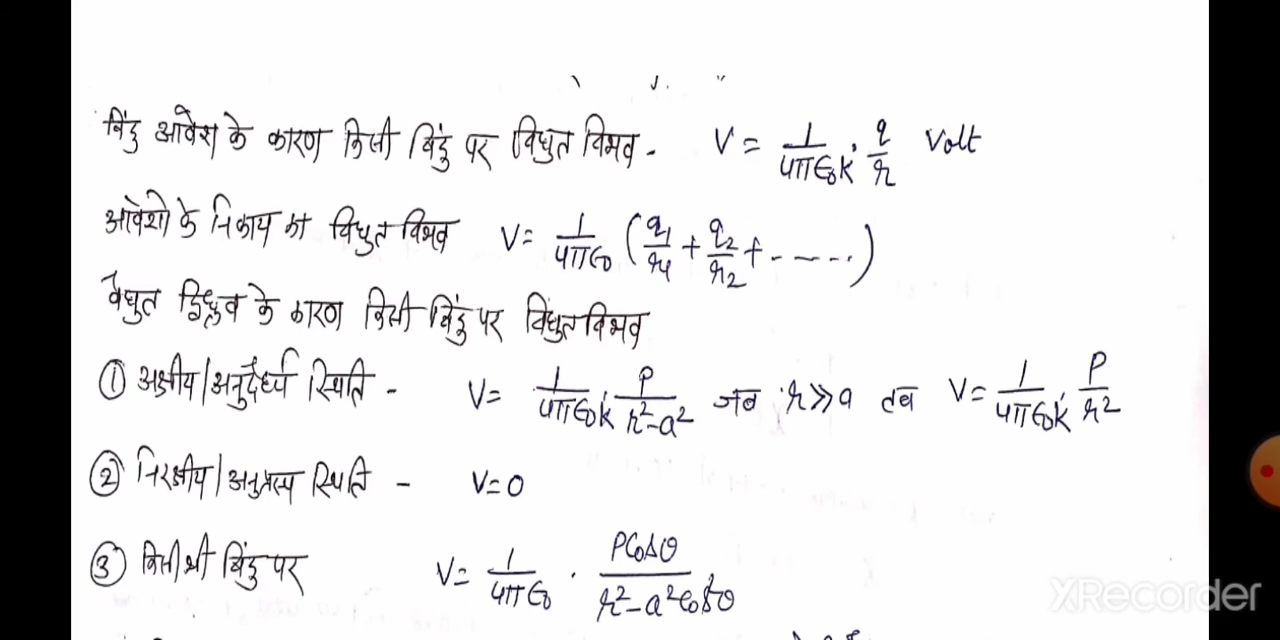 बिंदु आवेश के कारण किसी बिंदु पर विधुत विभव - V = 1/4πε₀k · q/r Volt
आवेशो के निकाय का विधुत विभव V = 1/4πε₀ (q₁/r₁ + q₂/r₂ + - - - - · ·)
वैधुत द्विध्रुव के कारण किसी बिंदु पर विधुत विभव
① अक्षीय/अनुदैर्ध्य स्थिति - V = 1/4πε₀k · P/r²-a² जब r>>a तब V = 1/4πε₀k · P/r²
② निरक्षीय/अनुप्रस्थ स्थिति - V=0
③ किसी भी बिंदु पर V = 1/4πε₀ · PCosθ/r²-a²cos²θ
XRecorder